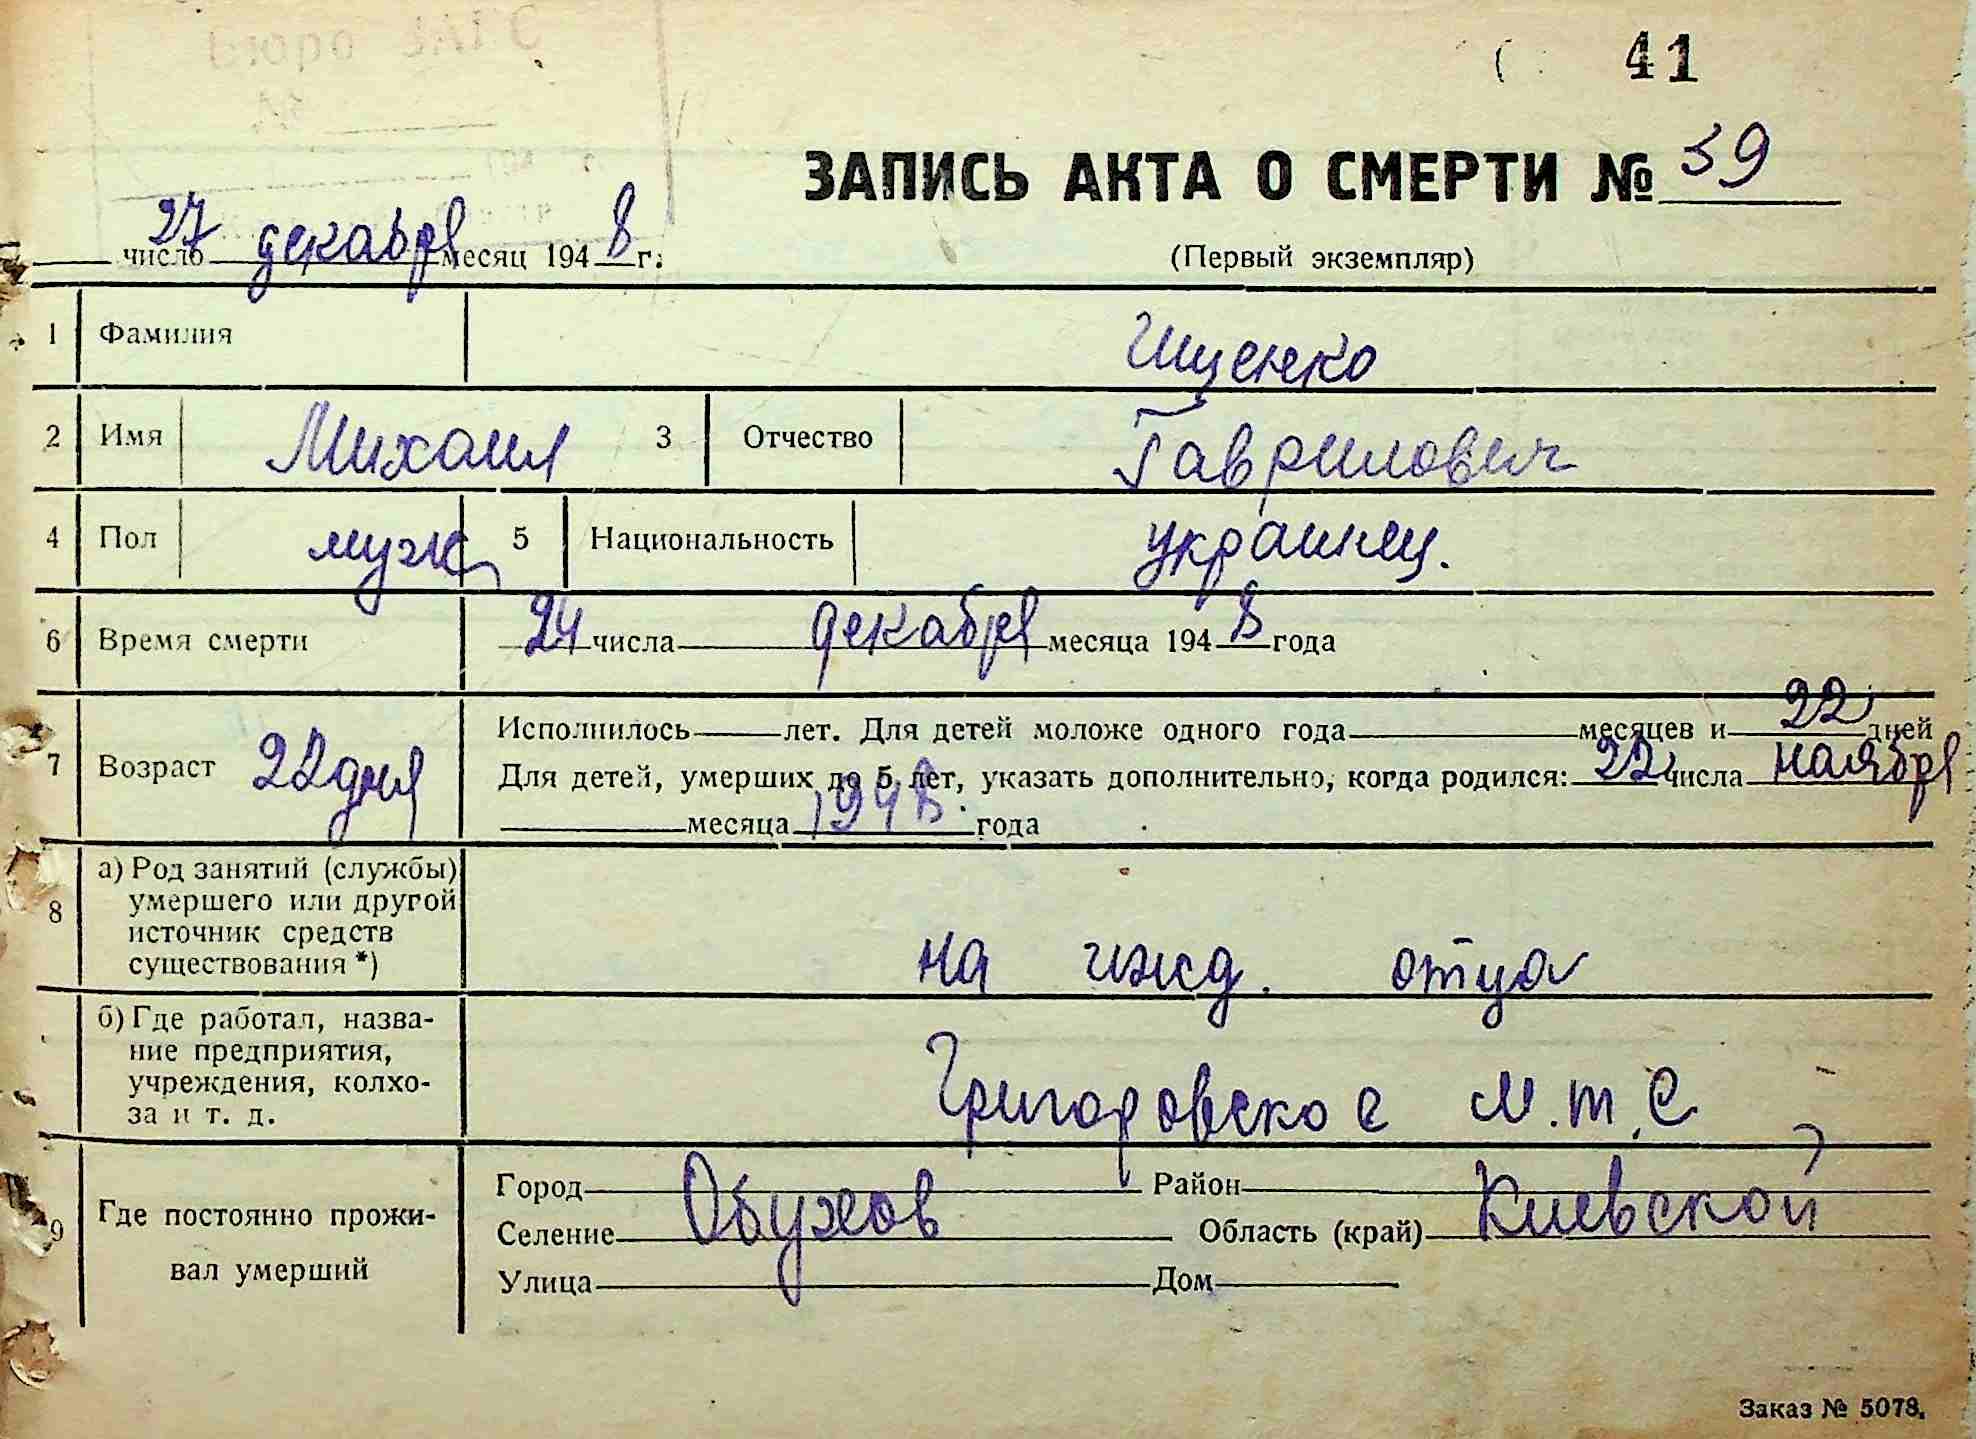 Бюро ЗАГС
41
ЗАПИСЬ АКТА О СМЕРТИ № 39
27 число декабря месяц 1948 г.
(Первый экземпляр)
1 Фамилия Ищенко
2 Имя Михаил 3 Отчество Гаврилович
4 Пол муж 5 Национальность украинец.
6 Время смерти 24 числа декабря месяца 1948 года
7 Возраст 22 дня
Исполнилось лет. Для детей моложе одного года месяцев и 22 дней
Для детей, умерших до 5 лет, указать дополнительно, когда родился: 22 числа ноября
месяца 1948 года
8 а) Род занятий (службы)
умершего или другой
источник средств
существования *)
на ижд. отца
б) Где работал, назва-
ние предприятия,
учреждения, колхо-
за и т. д.
Григоровское М.Т.С
9 Где постоянно прожи-
вал умерший
Город Район
Селение Обухов Область (край) Киевской
Улица Дом
Заказ № 5078.